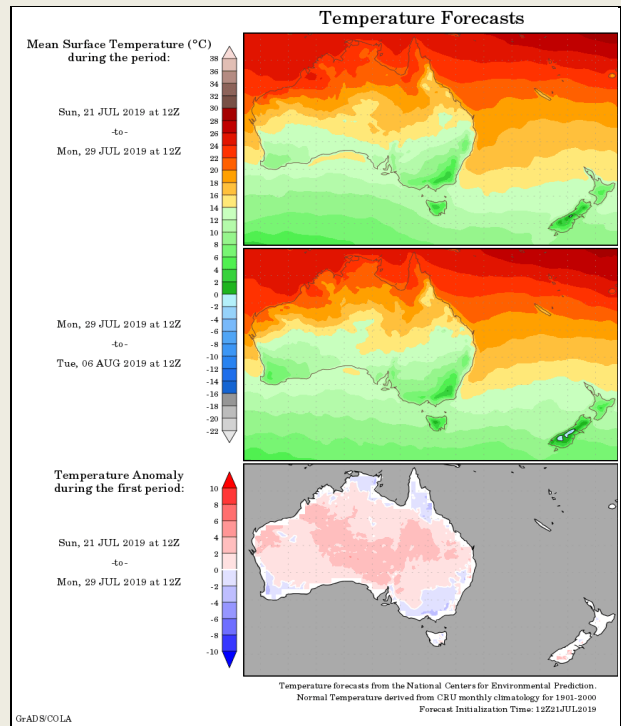 Temperature Forecasts
Mean Surface Temperature (°C)
during the period:
38
36
34
32
30
28
26
24
22
20
18
16
14
12
10
8
6
4
2
0
-2
-4
-6
-8
-10
-12
-14
-16
-18
-20
-22
Sun, 21 JUL 2019 at 12Z
-to-
Mon, 29 JUL 2019 at 12Z
Mon, 29 JUL 2019 at 12Z
-to-
Tue, 06 AUG 2019 at 12Z
Temperature Anomaly
during the first period:
10
8
6
4
2
0
-2
-4
-6
-8
-10
Sun, 21 JUL 2019 at 12Z
-to-
Mon, 29 JUL 2019 at 12Z
Temperature forecasts from the National Centers for Environmental Prediction.
Normal Temperature derived from CRU monthly climatology for 1901-2000
Forecast Initialization Time: 12Z21JUL2019
GrADS/COLA